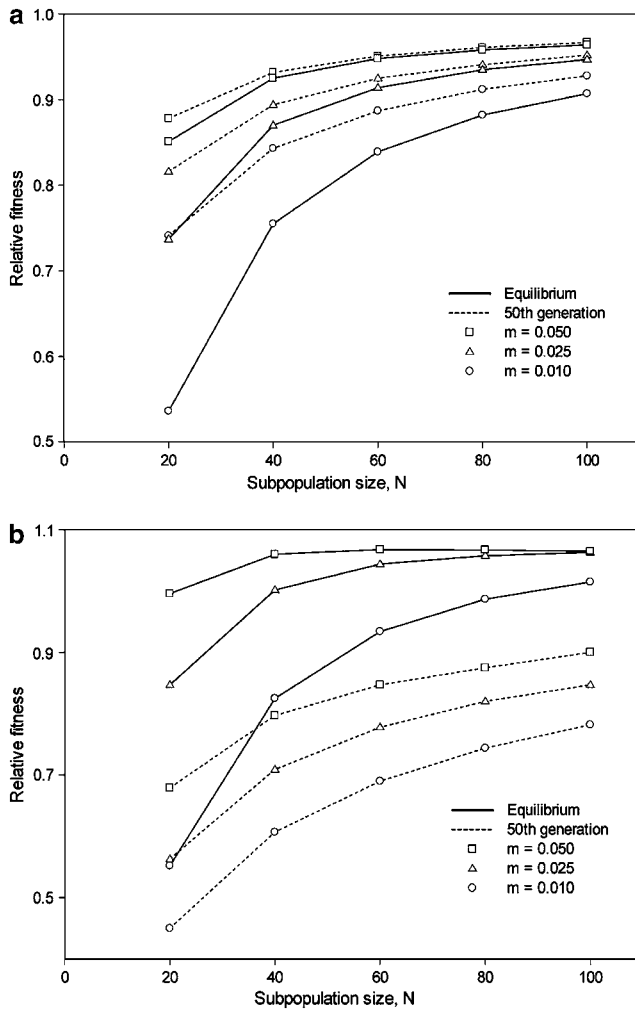 a
1.0
0.9
0.8
0.7
0.6
0.5
Relative fitness
Equilibrium
50th generation
m = 0.050
m = 0.025
m = 0.010
0 20 40 60 80 100
Subpopulation size, N
b
1.1
0.9
0.7
0.5
Relative fitness
Equilibrium
50th generation
m = 0.050
m = 0.025
m = 0.010
0 20 40 60 80 100
Subpopulation size, N